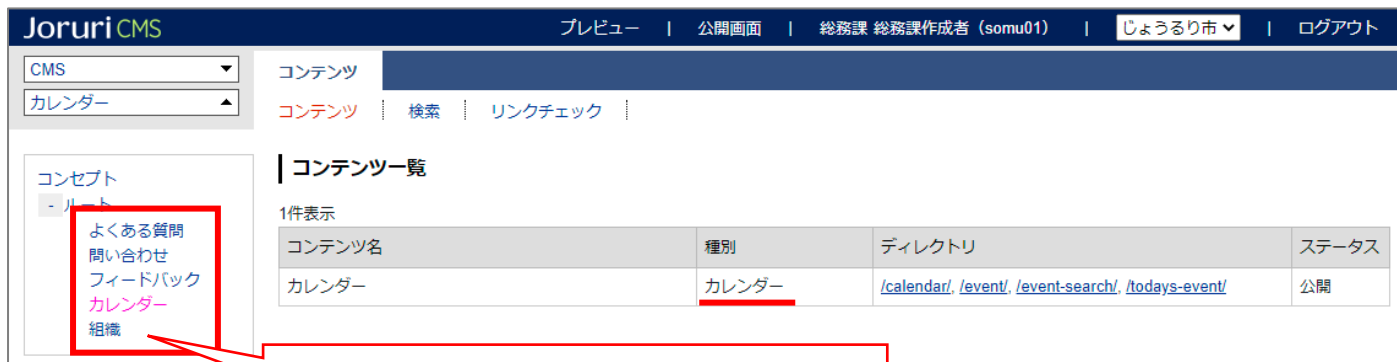 Joruri CMS
プレビュー | 公開画面 | 総務課 総務課作成者（somu01） | じょうるり市 | ログアウト
CMS
カレンダー
コンテンツ
コンテンツ 検索 リンクチェック
コンセプト
- ルート
よくある質問
問い合わせ
フィードバック
カレンダー
組織
コンテンツ一覧
1件表示
コンテンツ名 種別 ディレクトリ ステータス
カレンダー カレンダー /calendar/, /event/, /event-search/, /todays-event/ 公開